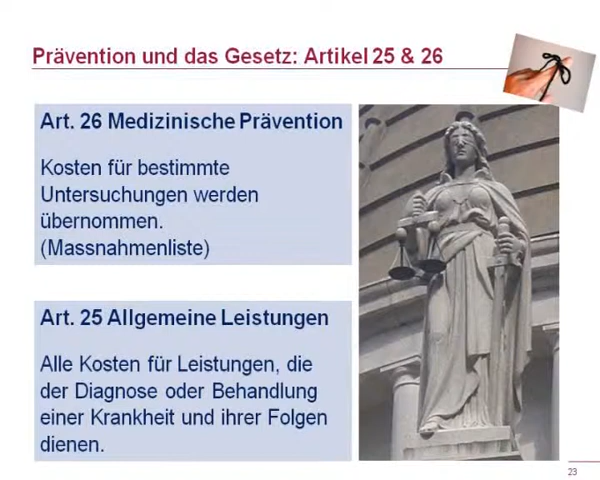 Prävention und das Gesetz: Artikel 25 & 26
Art. 26 Medizinische Prävention
Kosten für bestimmte
Untersuchungen werden
übernommen.
(Massnahmenliste)
Art. 25 Allgemeine Leistungen
Alle Kosten für Leistungen, die
der Diagnose oder Behandlung
einer Krankheit und ihrer Folgen
dienen.
23